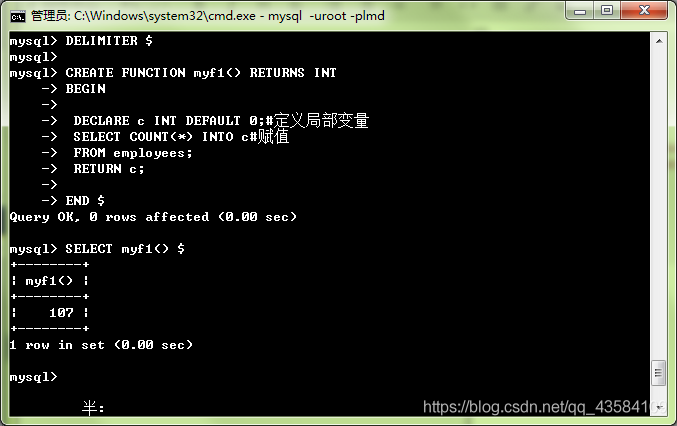 管理员: C:\Windows\system32\cmd.exe - mysql  -uroot -plmd
mysql> DELIMITER $
mysql>
mysql> CREATE FUNCTION myf1() RETURNS INT
    -> BEGIN
    ->
    ->  DECLARE c INT DEFAULT 0;#定义局部变量
    ->  SELECT COUNT(*) INTO c#赋值
    ->  FROM employees;
    ->  RETURN c;
    ->
    -> END $
Query OK, 0 rows affected (0.00 sec)
mysql> SELECT myf1() $
+--------+
| myf1() |
+--------+
|    107 |
+--------+
1 row in set (0.00 sec)
mysql>
半:
https://blog.csdn.net/qq_43584